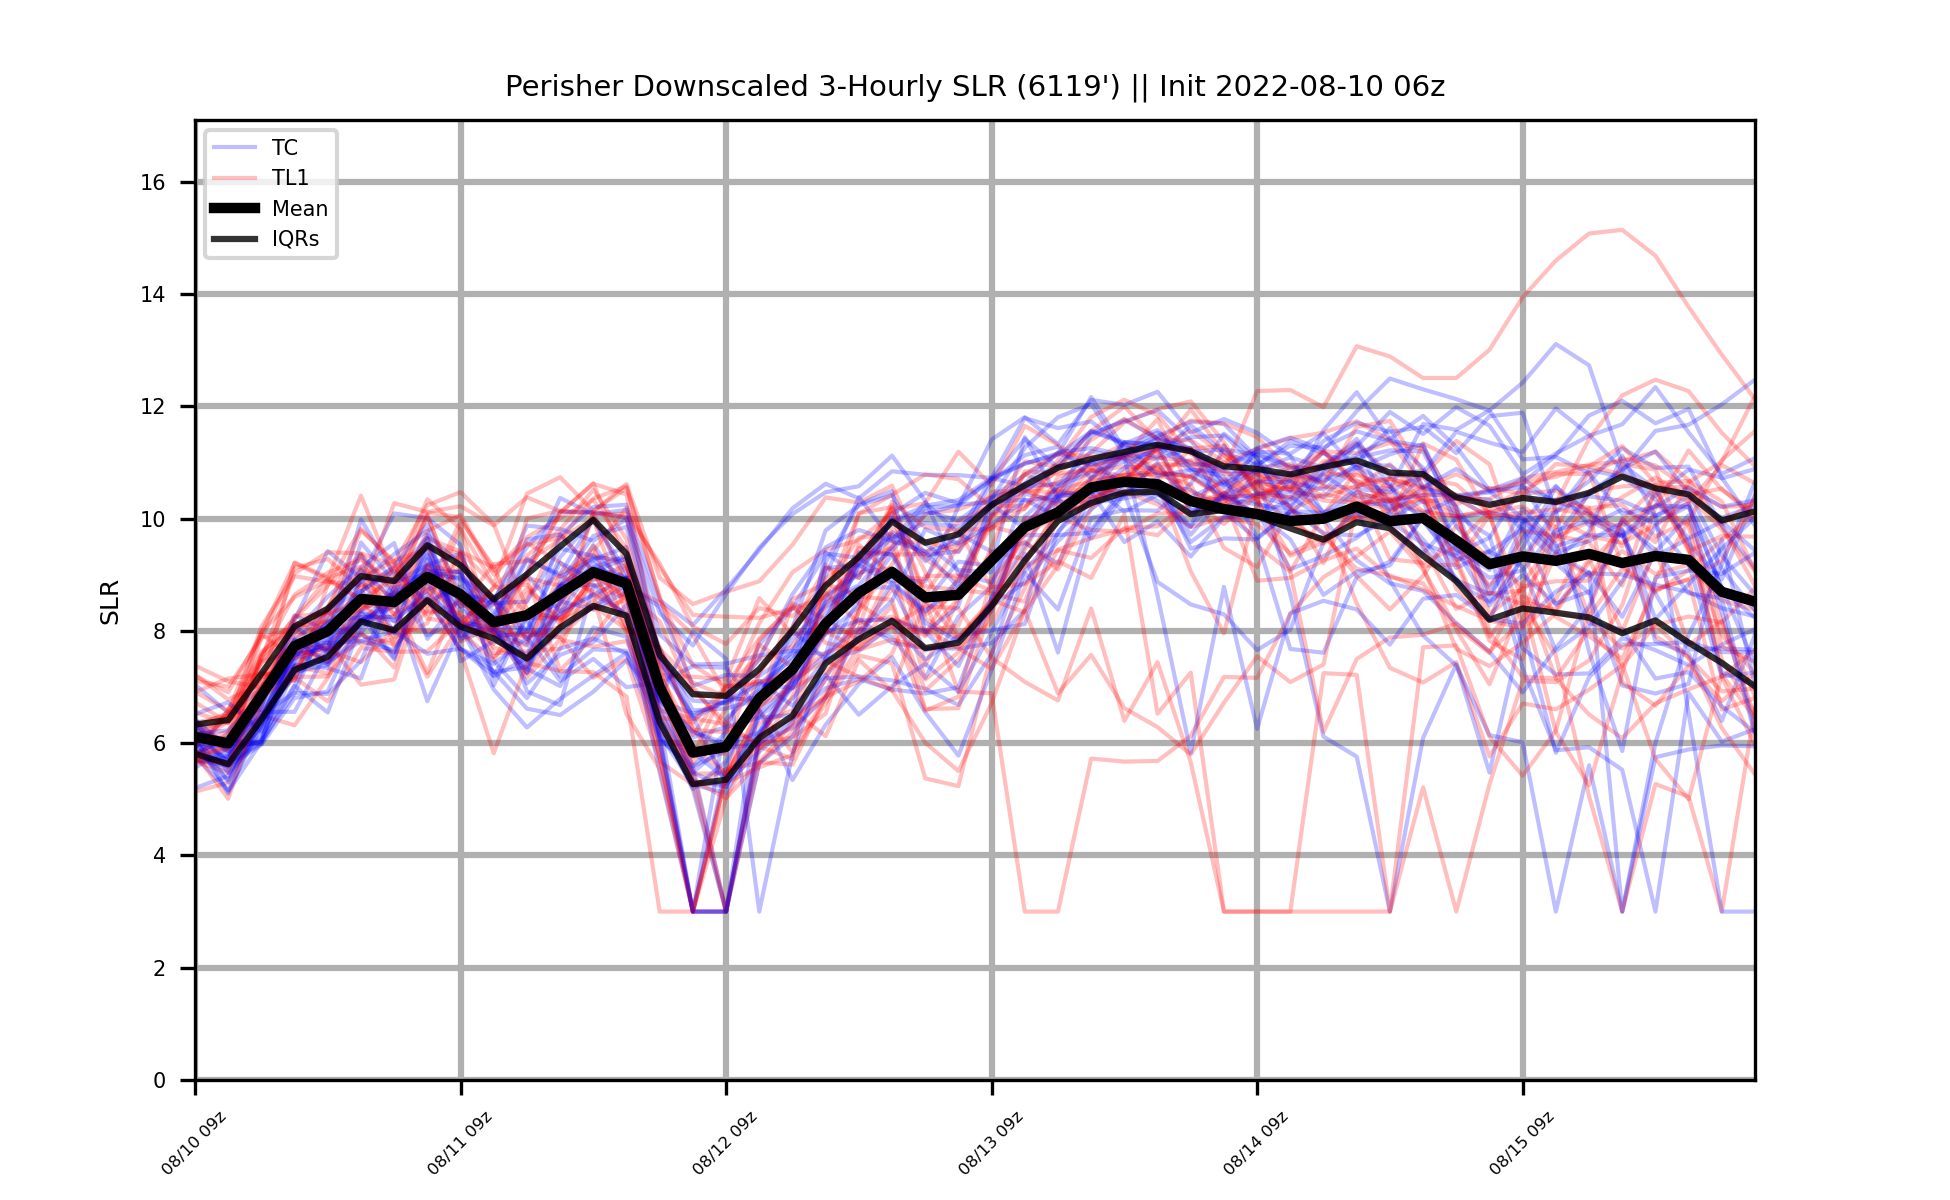 Perisher Downscaled 3-Hourly SLR (6119') || Init 2022-08-10 06z
TC
TL1
Mean
IQRs
SLR
16
14
12
10
8
6
4
2
0
08/10 09z
08/11 09z
08/12 09z
08/13 09z
08/14 09z
08/15 09z